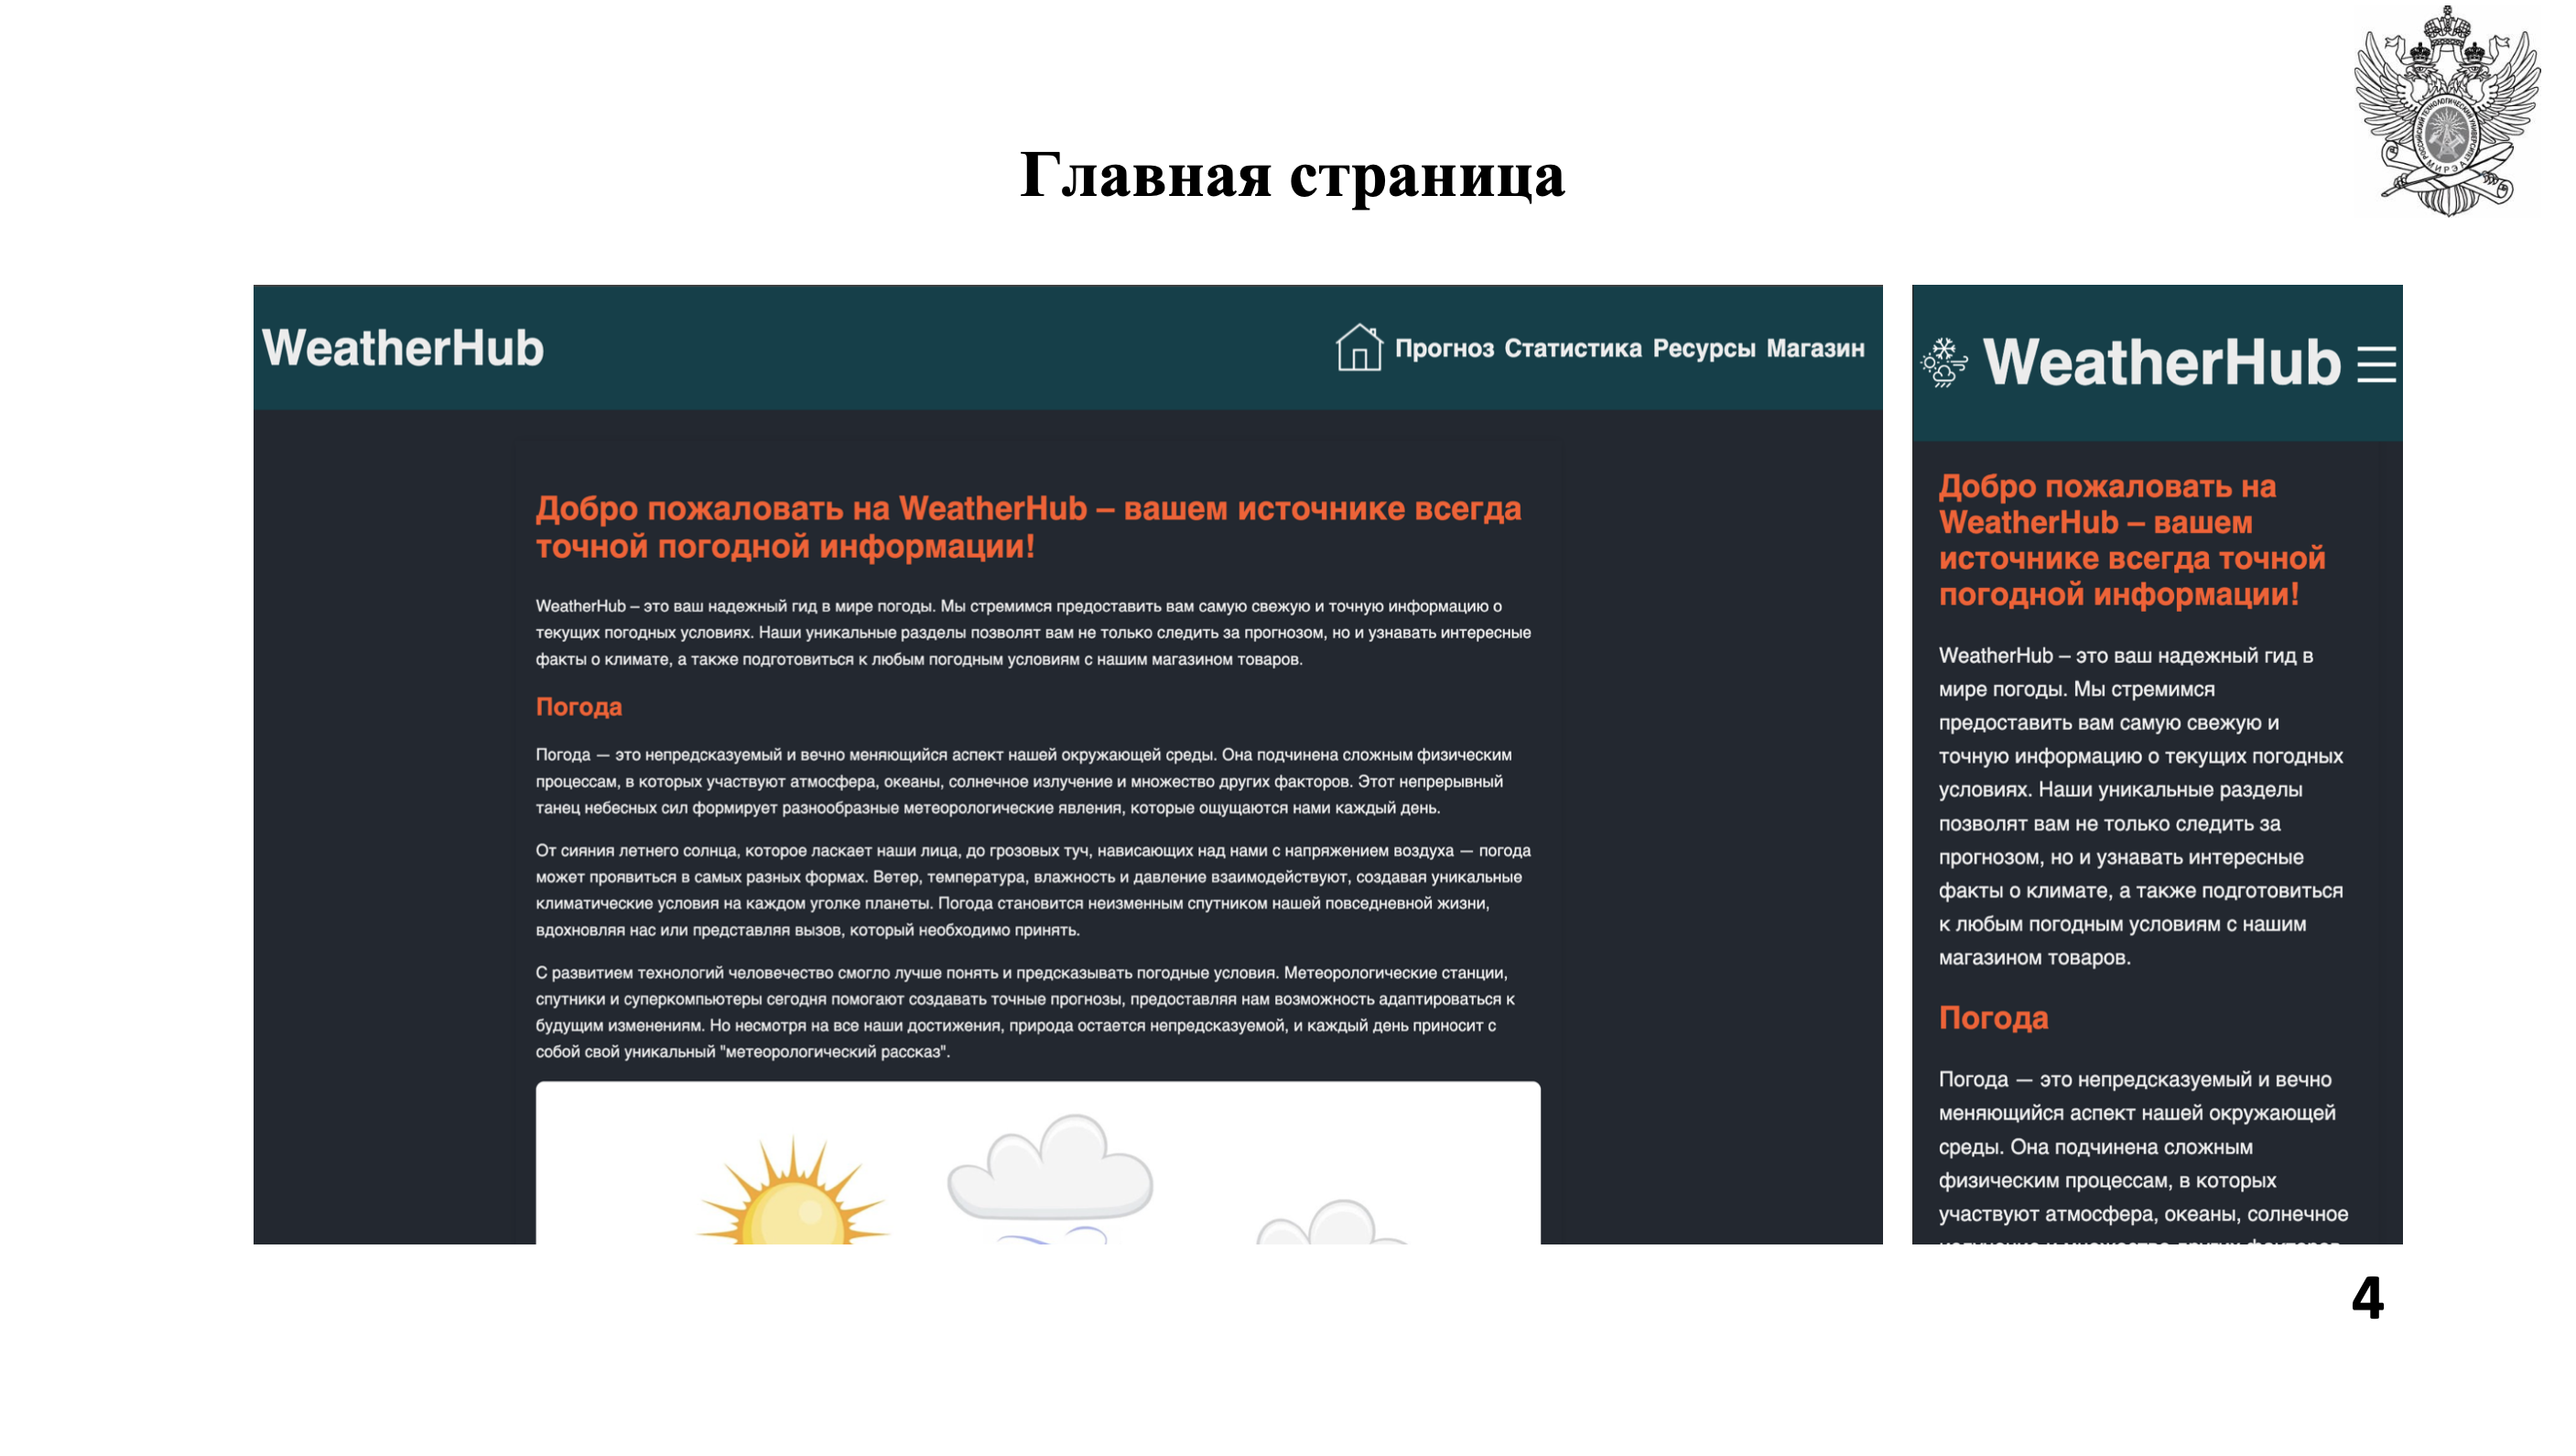 РОССИЙСКИЙ ТЕХНОЛОГИЧЕСКИЙ УНИВЕРСИТЕТ
МИРЭА
Главная страница
WeatherHub
Прогноз Статистика Ресурсы Магазин
Добро пожаловать на WeatherHub – вашем источнике всегда
точной погодной информации!
WeatherHub – это ваш надежный гид в мире погоды. Мы стремимся предоставить вам самую свежую и точную информацию о
текущих погодных условиях. Наши уникальные разделы позволят вам не только следить за прогнозом, но и узнавать интересные
факты о климате, а также подготовиться к любым погодным условиям с нашим магазином товаров.
Погода
Погода — это непредсказуемый и вечно меняющийся аспект нашей окружающей среды. Она подчинена сложным физическим
процессам, в которых участвуют атмосфера, океаны, солнечное излучение и множество других факторов. Этот непрерывный
танец небесных сил формирует разнообразные метеорологические явления, которые ощущаются нами каждый день.
От сияния летнего солнца, которое ласкает наши лица, до грозовых туч, нависающих над нами с напряжением воздуха — погода
может проявиться в самых разных формах. Ветер, температура, влажность и давление взаимодействуют, создавая уникальные
климатические условия на каждом уголке планеты. Погода становится неизменным спутником нашей повседневной жизни,
вдохновляя нас или представляя вызов, который необходимо принять.
С развитием технологий человечество смогло лучше понять и предсказывать погодные условия. Метеорологические станции,
спутники и суперкомпьютеры сегодня помогают создавать точные прогнозы, предоставляя нам возможность адаптироваться к
будущим изменениям. Но несмотря на все наши достижения, природа остается непредсказуемой, и каждый день приносит с
собой свой уникальный "метеорологический рассказ".
WeatherHub
Добро пожаловать на
WeatherHub – вашем
источнике всегда точной
погодной информации!
WeatherHub – это ваш надежный гид в
мире погоды. Мы стремимся
предоставить вам самую свежую и
точную информацию о текущих погодных
условиях. Наши уникальные разделы
позволят вам не только следить за
прогнозом, но и узнавать интересные
факты о климате, а также подготовиться
к любым погодным условиям с нашим
магазином товаров.
Погода
Погода — это непредсказуемый и вечно
меняющийся аспект нашей окружающей
среды. Она подчинена сложным
физическим процессам, в которых
участвуют атмосфера, океаны, солнечное
4